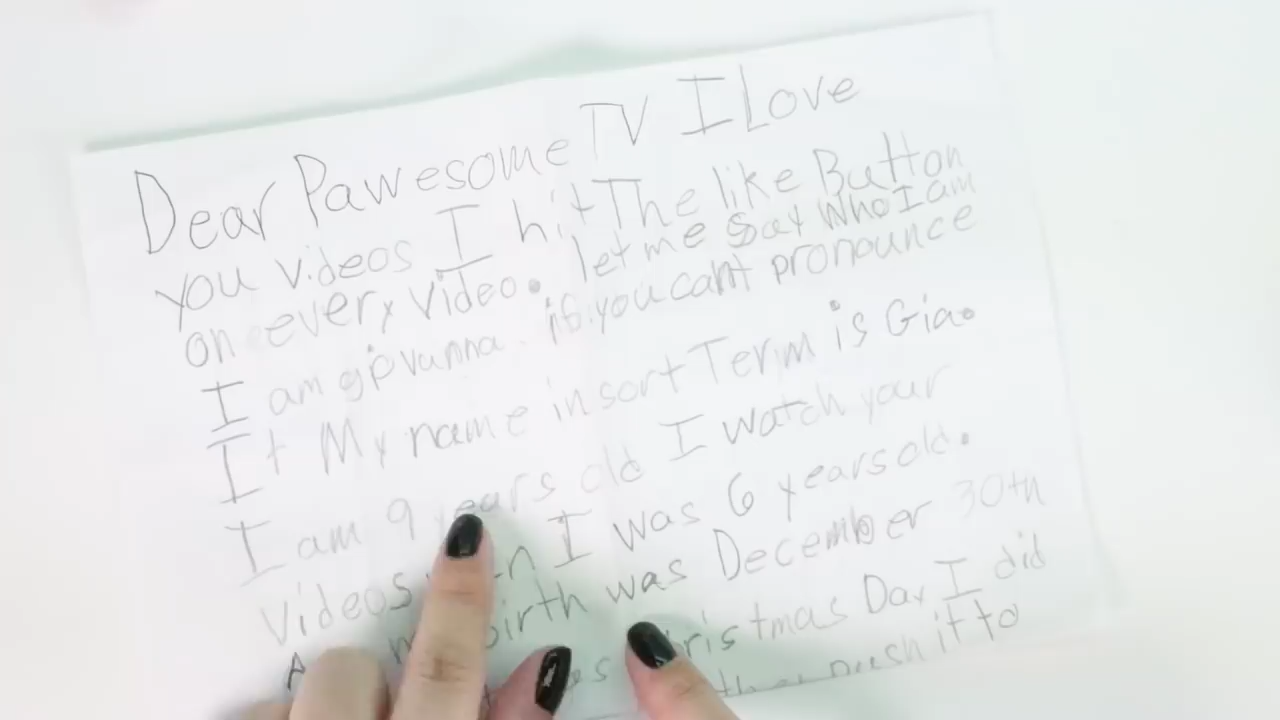 Dear Pawesome TV I Love
you videos I hit The like Button
on every video. let me say who I am
I am giovanna. if you cant pronounce
It My name in sort Term is Gia.
I am 9 years old I watch your
videos I was 6 years old.
birth was December 30th
Day I did
it to